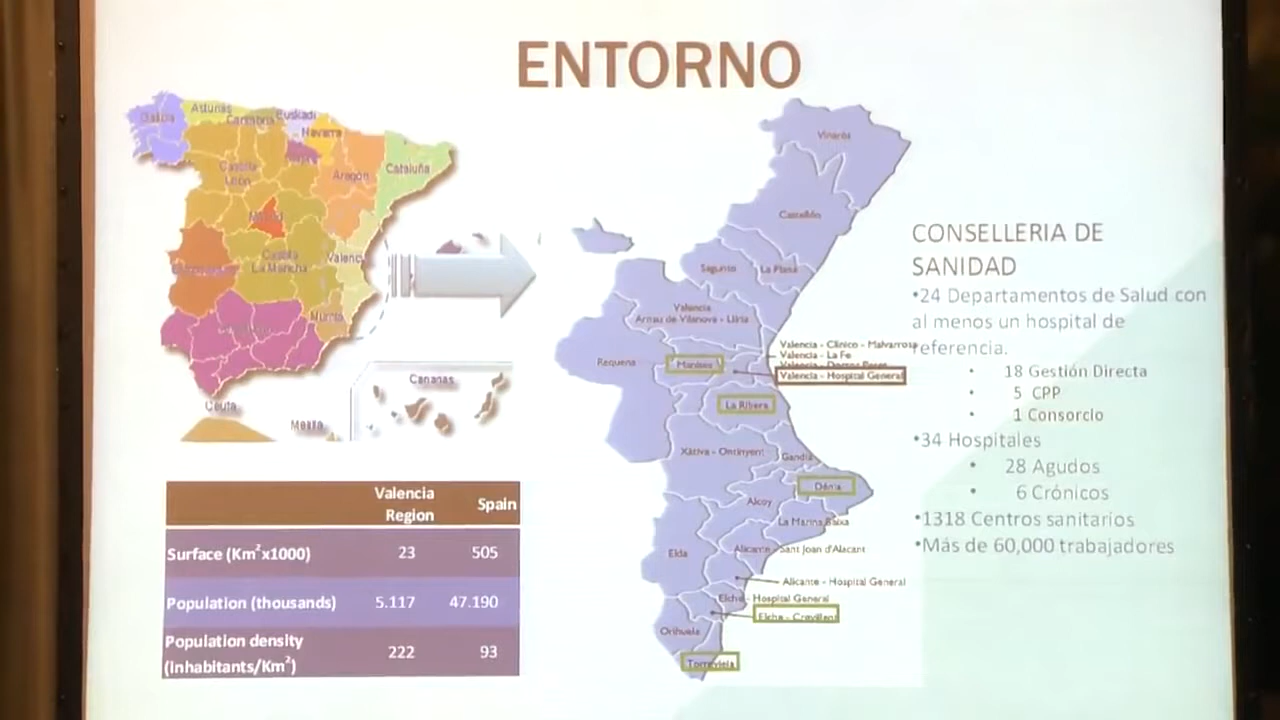 ENTORNO
Galicia
Asturias
Cantabria
Euskadi
Navarra
Castilla
León
Aragón
Cataluña
Madrid
Castilla
La Mancha
Valenc
Murcia
Ceuta
Melilla
Canarias
Vinaròs
Castellón
Sagunto
La Plana
Valencia
Arnau de Vilanova - Llíria
Requena
Manises
Valencia - Clínico - Malvarrosa
Valencia - La Fe
Valencia - Hospital General
La Ribera
Xàtiva - Ontinyent
Gandia
Dénia
Alcoy
La Marina Baixa
Elda
Alicante - Sant Joan d'Alacant
Alicante - Hospital General
Elche - Hospital General
Elche - Crevillent
Orihuela
Torrevieja
CONSELLERIA DE
SANIDAD
•24 Departamentos de Salud con
al menos un hospital de
referencia.
• 18 Gestión Directa
• 5 CPP
• 1 Consorcio
•34 Hospitales
• 28 Agudos
• 6 Crónicos
•1318 Centros sanitarios
•Más de 60,000 trabajadores
Valencia
Region Spain
Surface (Km²x1000) 23 505
Population (thousands) 5.117 47.190
Population density
(Inhabitants/Km²) 222 93